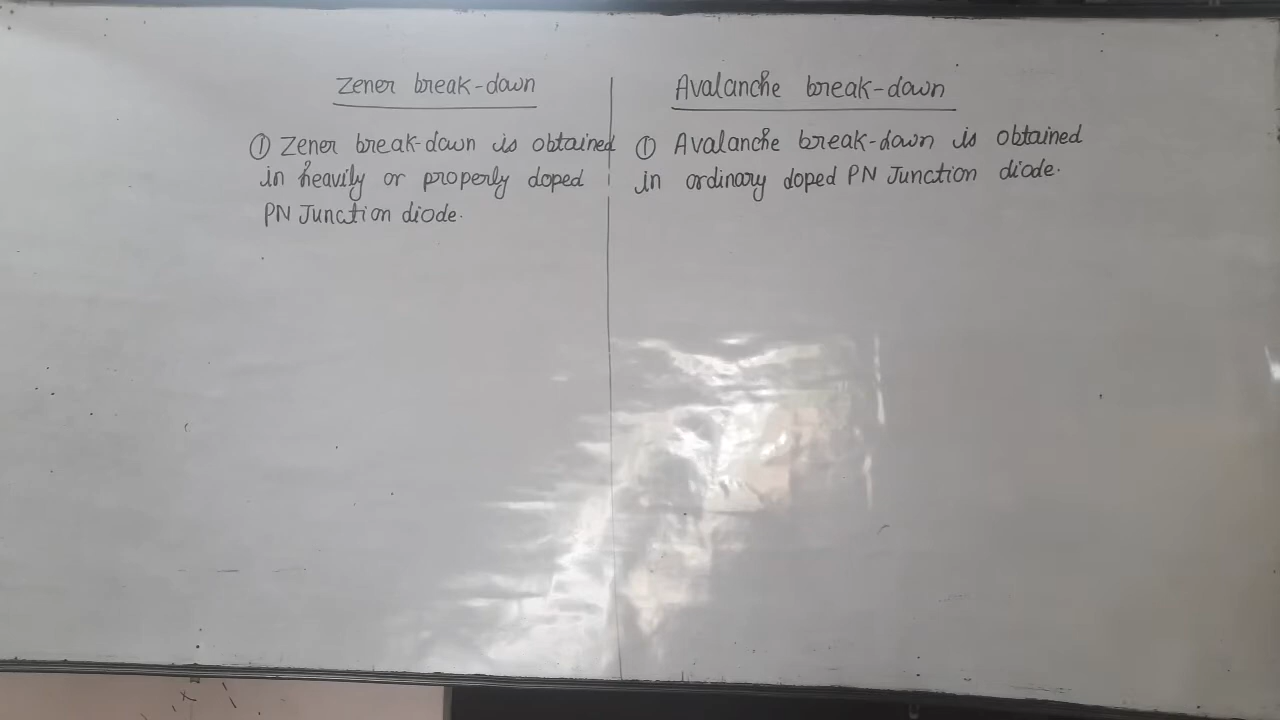 Zener break-down
① Zener break-down is obtained
in heavily or properly doped
PN Junction diode.
Avalanche break-down
① Avalanche break-down is obtained
in ordinary doped PN Junction diode.